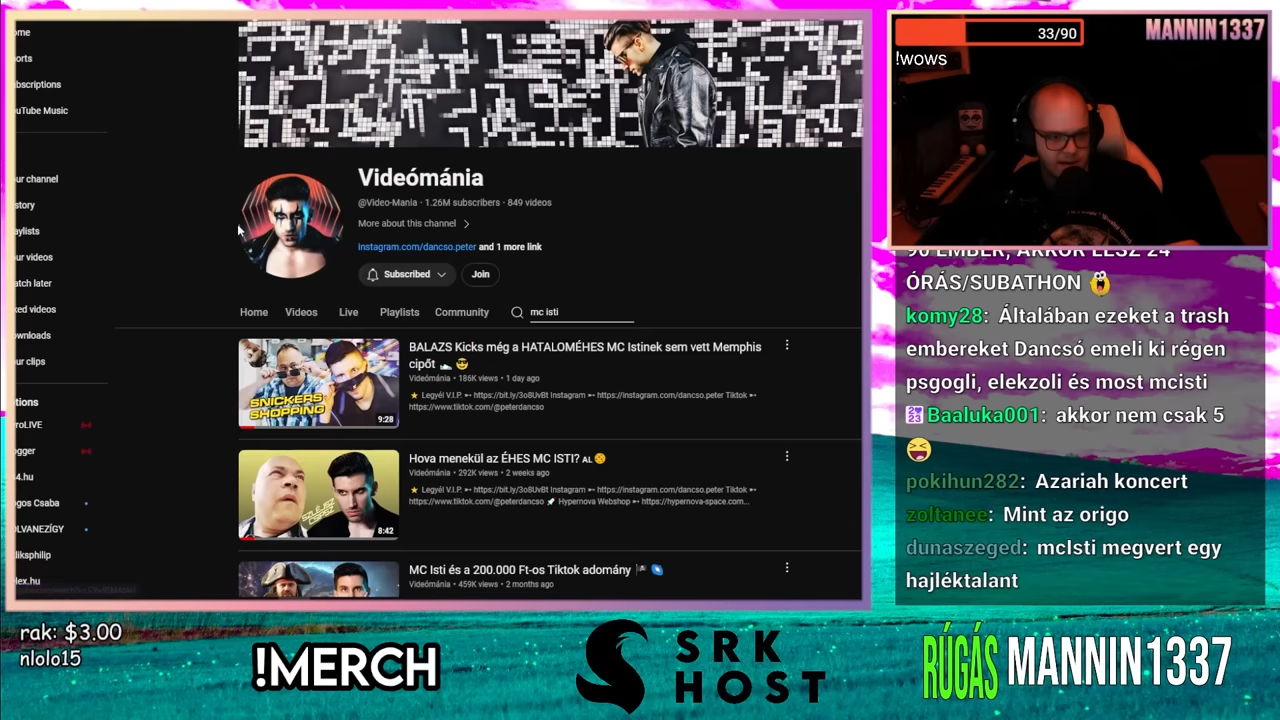 ome
orts
ubscriptions
uTube Music
ur channel
story
aylists
ur videos
atch later
ked videos
ownloads
ur clips
tions
roLIVE
gger
4.hu
gos Csaba
OLVANEZÍGY
liksphilip
lex.hu
Videómánia
@Video-Mania • 1.26M subscribers • 849 videos
More about this channel
instagram.com/dancso.peter and 1 more link
Subscribed
Join
Home Videos Live Playlists Community mc isti
SNICKERS
SHOPPING
9:28
BALAZS Kicks még a HATALOMÉHES MC Istinek sem vett Memphis
cipőt 👟 😎
Videómánia • 186K views • 1 day ago
⭐ Legyél V.I.P. ➻ https://bit.ly/3o8UvBt Instagram ➻ https://instagram.com/dancso.peter Tiktok ➻
https://www.tiktok.com/@peterdancso
8:42
Hova menekül az ÉHES MC ISTI? AL
Videómánia • 292K views • 2 weeks ago
⭐ Legyél V.I.P. ➻ https://bit.ly/3o8UvBt Instagram ➻ https://instagram.com/dancso.peter Tiktok ➻
https://www.tiktok.com/@peterdancso 🚀 Hypernova Webshop ➻ https://hypernova-space.com...
MC Isti és a 200.000 Ft-os Tiktok adomány
Videómánia • 459K views • 2 months ago
33/90
MANNIN1337
!wows
90 EMBER, AKKOR LESZ 24
ÓRÁS/SUBATHON
komy28: Általában ezeket a trash
embereket Dancsó emeli ki régen
psgogli, elekzoli és most mcisti
Baaluka001: akkor nem csak 5
😆
pokihun282: Azariah koncert
zoltanee: Mint az origo
dunaszeged: mcIsti megvert egy
hajléktalant
rak: $3.00
nlolo15
!MERCH
SRK
HOST
RÚGÁS MANNIN1337